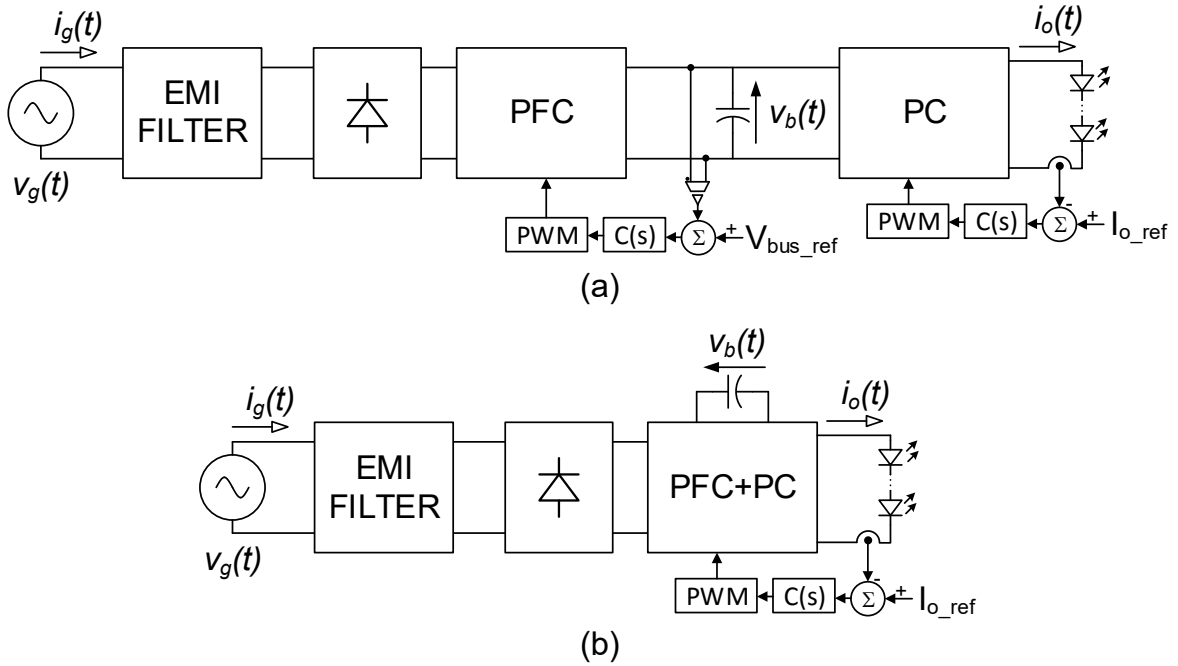 i_g(t)
EMI
FILTER
PFC
v_b(t)
PC
i_o(t)
v_g(t)
PWM
C(s)
Σ
+
V_bus_ref
PWM
C(s)
Σ
-
+
I_o_ref
(a)
v_b(t)
i_g(t)
EMI
FILTER
PFC+PC
i_o(t)
v_g(t)
PWM
C(s)
Σ
-
+
I_o_ref
(b)